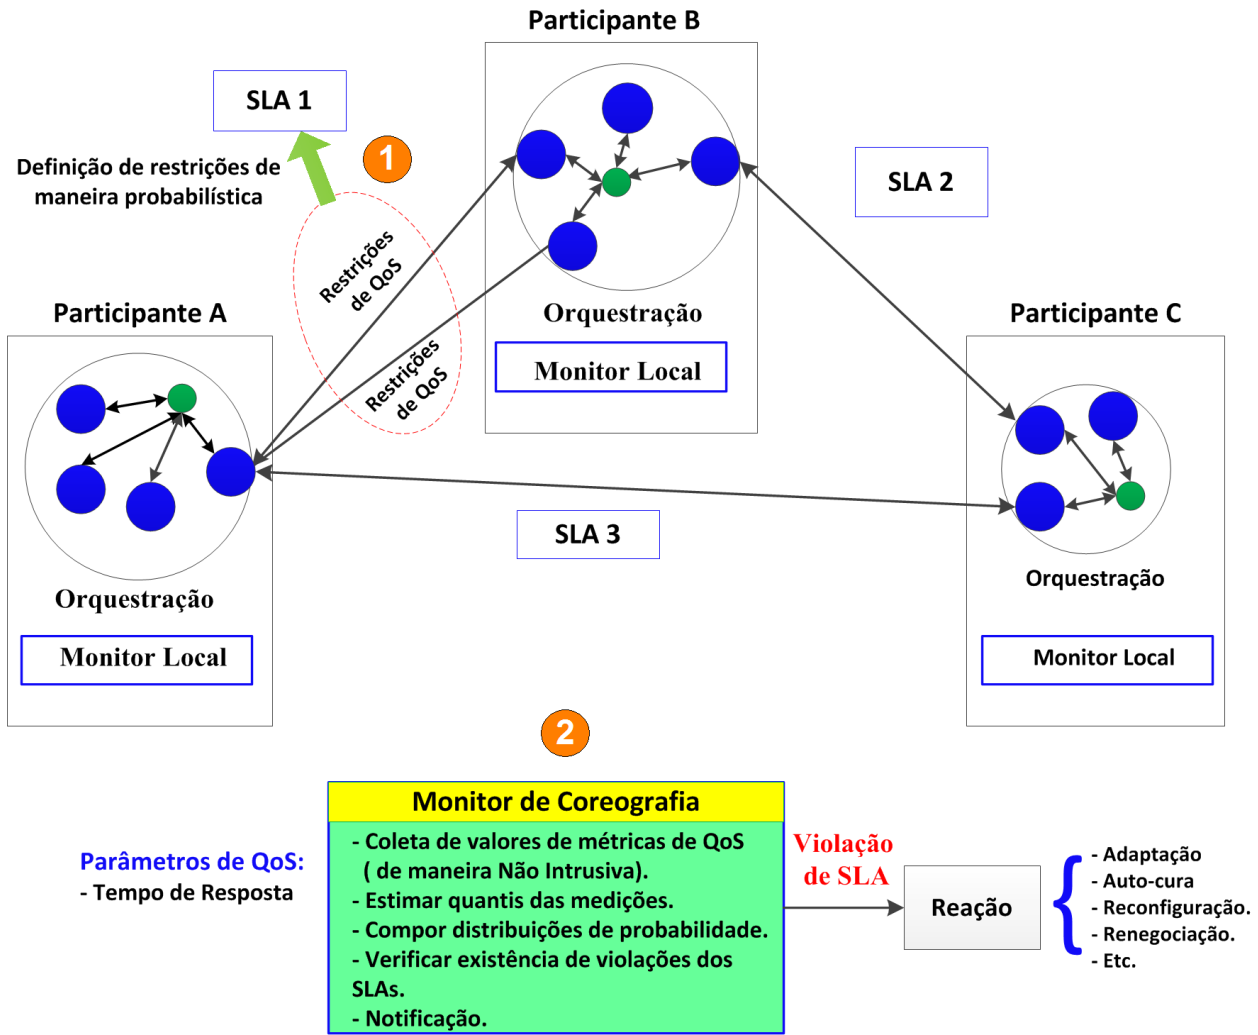 Participante B
SLA 1
1
Definição de restrições de
maneira probabilística
SLA 2
Restrições
de QoS
Restrições
de QoS
Orquestração
Monitor Local
Participante A
Participante C
SLA 3
Orquestração
Monitor Local
Orquestração
Monitor Local
2
Monitor de Coreografia
- Coleta de valores de métricas de QoS
( de maneira Não Intrusiva).
- Estimar quantis das medições.
- Compor distribuições de probabilidade.
- Verificar existência de violações dos
SLAs.
- Notificação.
Parâmetros de QoS:
- Tempo de Resposta
Violação
de SLA
Reação
{
- Adaptação
- Auto-cura
- Reconfiguração.
- Renegociação.
- Etc.